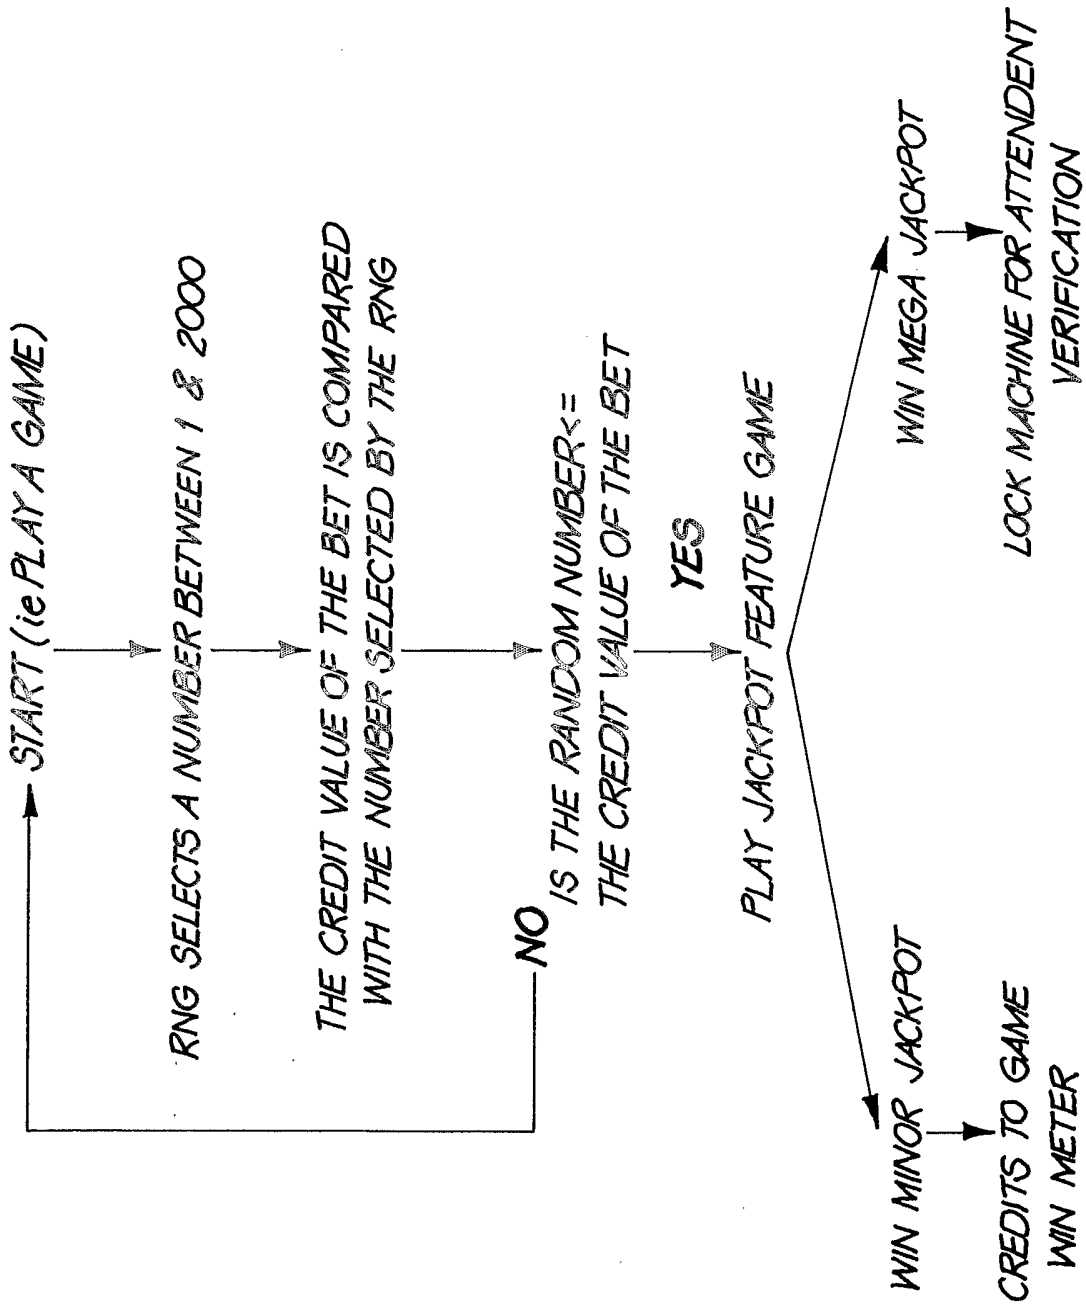 START (ie PLAY A GAME)
RNG SELECTS A NUMBER BETWEEN 1 & 2000
THE CREDIT VALUE OF THE BET IS COMPARED
WITH THE NUMBER SELECTED BY THE RNG
NO
IS THE RANDOM NUMBER<=
THE CREDIT VALUE OF THE BET
YES
PLAY JACKPOT FEATURE GAME
WIN MINOR JACKPOT
CREDITS TO GAME
WIN METER
WIN MEGA JACKPOT
LOCK MACHINE FOR ATTENDENT
VERIFICATION